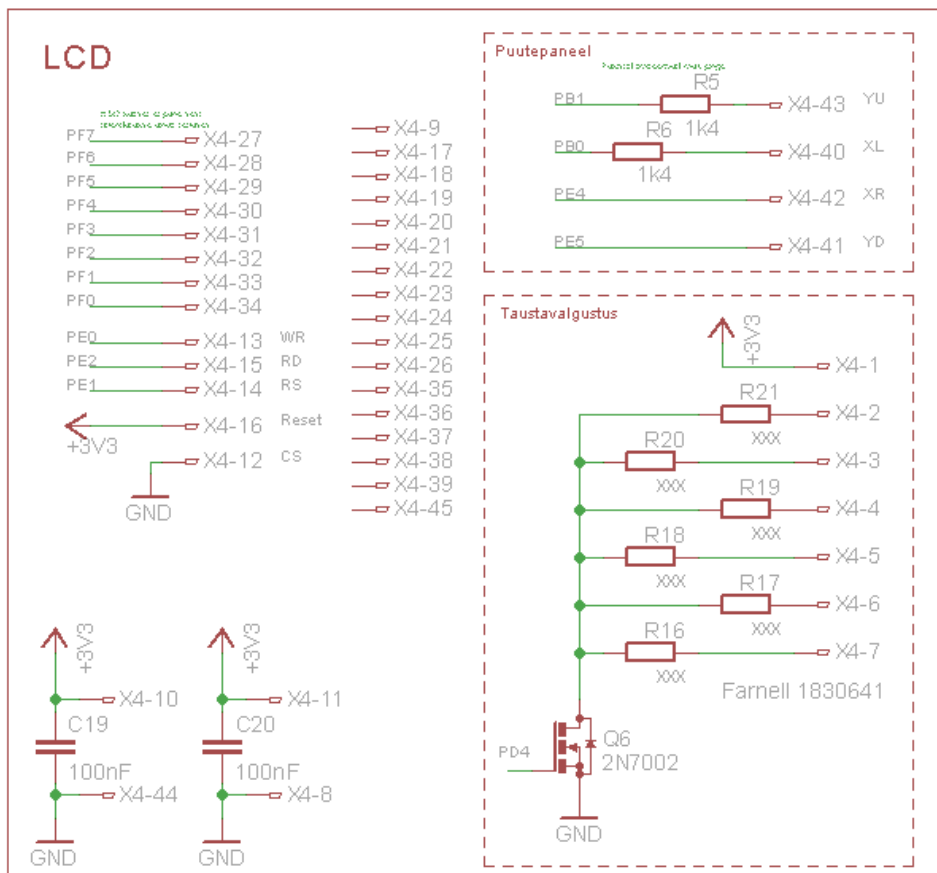 LCD
PF7 X4-27
PF6 X4-28
PF5 X4-29
PF4 X4-30
PF3 X4-31
PF2 X4-32
PF1 X4-33
PF0 X4-34
PE0 X4-13 WR
PE2 X4-15 RD
PE1 X4-14 RS
+3V3 X4-16 Reset
X4-12 CS
GND
X4-9
X4-17
X4-18
X4-19
X4-20
X4-21
X4-22
X4-23
X4-24
X4-25
X4-26
X4-35
X4-36
X4-37
X4-38
X4-39
X4-45
+3V3
X4-10
C19
100nF
X4-44
GND
+3V3
X4-11
C20
100nF
X4-8
GND
Puutepaneel
PB1 R5 1k4 X4-43 YU
PB0 R6 1k4 X4-40 XL
PE4 X4-42 XR
PE5 X4-41 YD
Taustavalgustus
+3V3
X4-1
R21 xxx X4-2
R20 xxx X4-3
R19 xxx X4-4
R18 xxx X4-5
R17 xxx X4-6
R16 xxx X4-7
Farnell 1830641
PD4
Q6
2N7002
GND